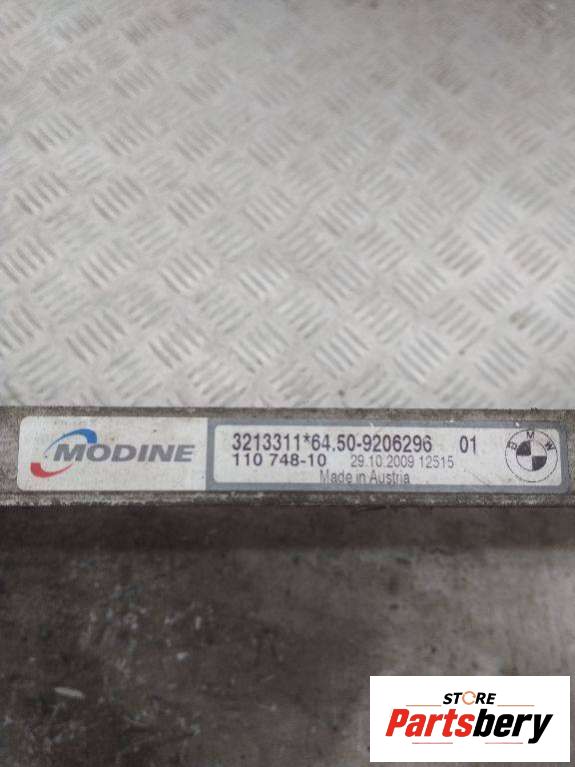 MODINE
3213311*64.50-9206296 01
110 748-10 29.10.2009 12515
Made in Austria
BMW
STORE
Partsbery